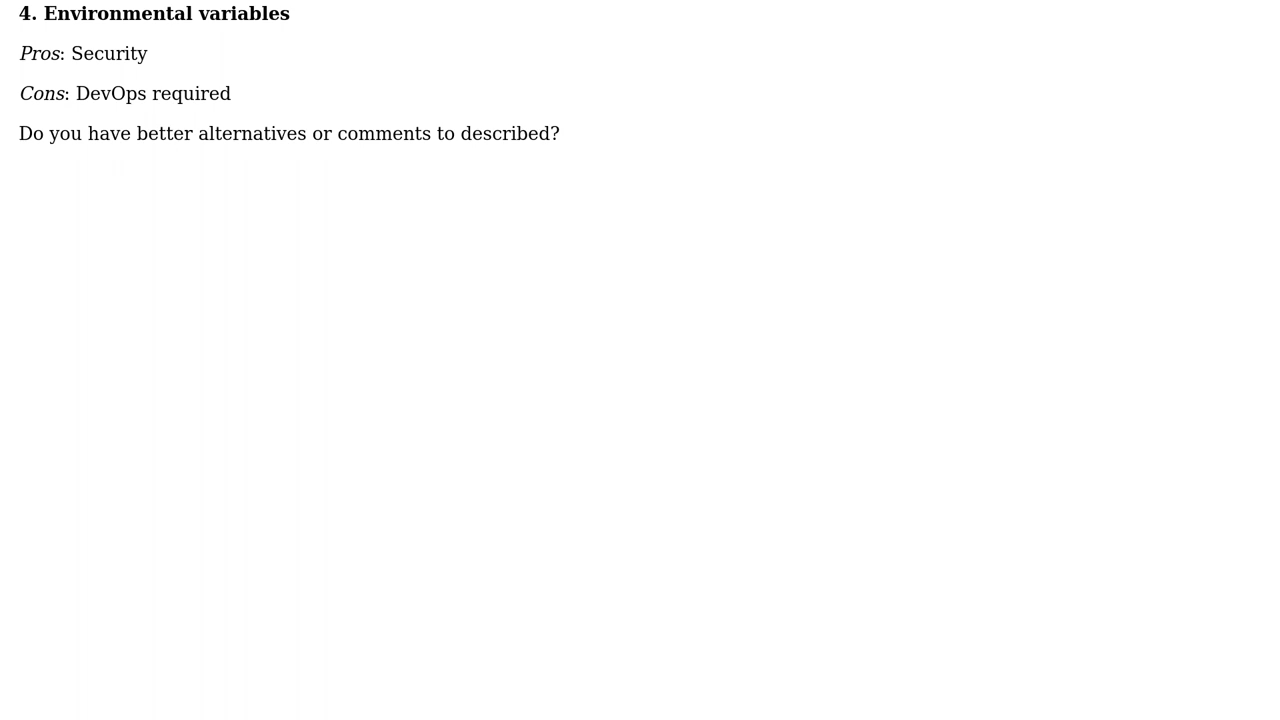 4. Environmental variables
Pros: Security
Cons: DevOps required
Do you have better alternatives or comments to described?